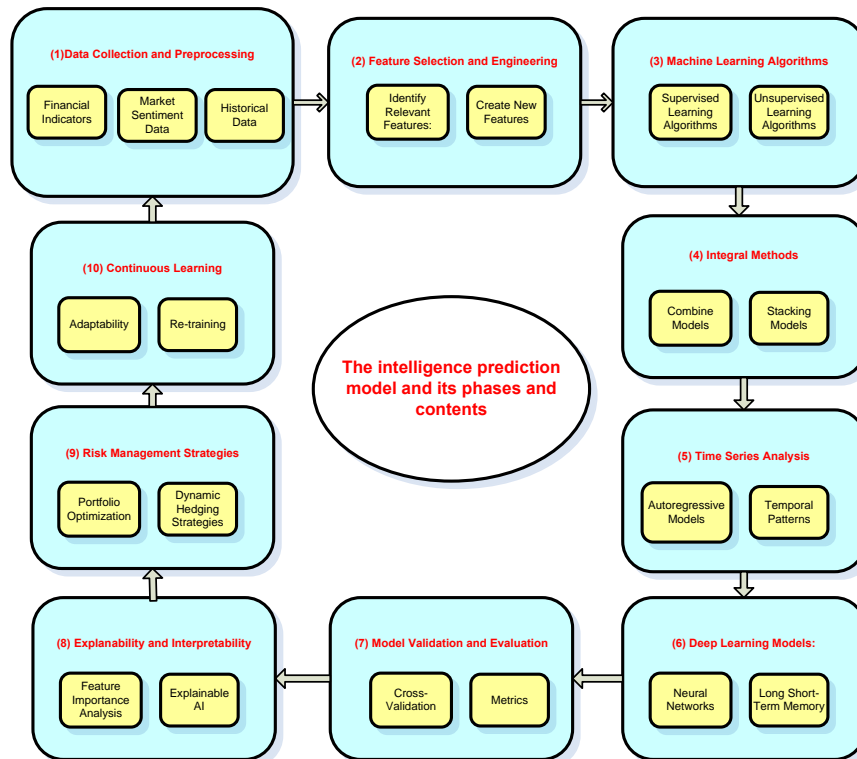 (1)Data Collection and Preprocessing
Financial
Indicators
Market
Sentiment
Data
Historical
Data
(2) Feature Selection and Engineering
Identify
Relevant
Features:
Create New
Features
(3) Machine Learning Algorithms
Supervised
Learning
Algorithms
Unsupervised
Learning
Algorithms
(4) Integral Methods
Combine
Models
Stacking
Models
(5) Time Series Analysis
Autoregressive
Models
Temporal
Patterns
(6) Deep Learning Models:
Neural
Networks
Long Short-
Term Memory
(7) Model Validation and Evaluation
Cross-
Validation
Metrics
(8) Explanability and Interpretability
Feature
Importance
Analysis
Explainable
AI
(9) Risk Management Strategies
Portfolio
Optimization
Dynamic
Hedging
Strategies
(10) Continuous Learning
Adaptability
Re-training
The intelligence prediction
model and its phases and
contents